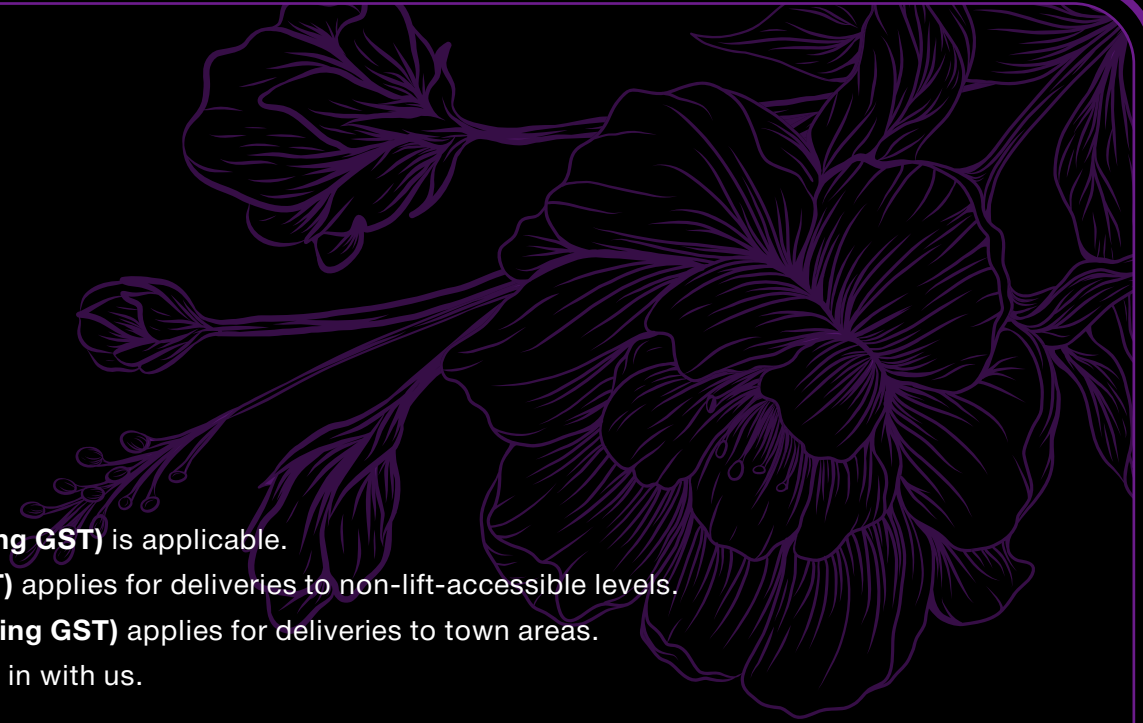 ng GST) is applicable.
T) applies for deliveries to non-lift-accessible levels.
ing GST) applies for deliveries to town areas.
in with us.